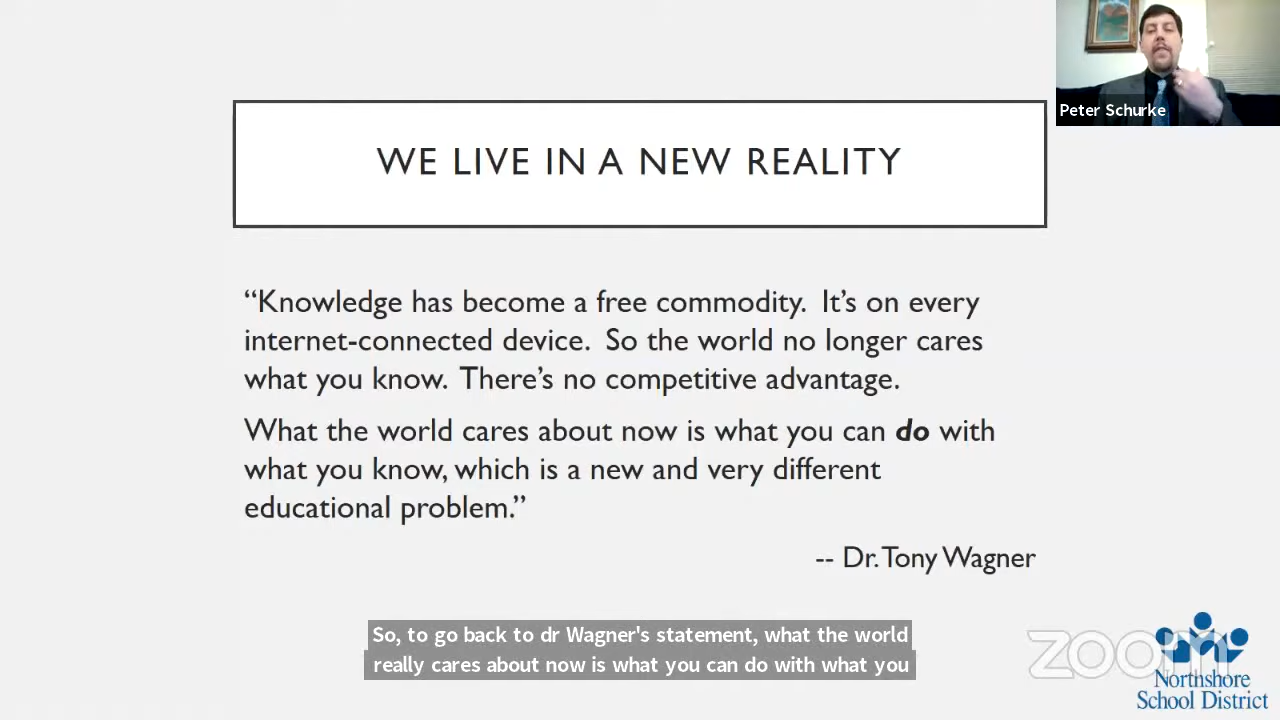 Peter Schurke
WE LIVE IN A NEW REALITY
“Knowledge has become a free commodity.  It’s on every
internet-connected device.  So the world no longer cares
what you know.  There’s no competitive advantage.
What the world cares about now is what you can do with
what you know, which is a new and very different
educational problem.”
-- Dr. Tony Wagner
So, to go back to dr Wagner's statement, what the world
really cares about now is what you can do with what you
zoom
Northshore
School District